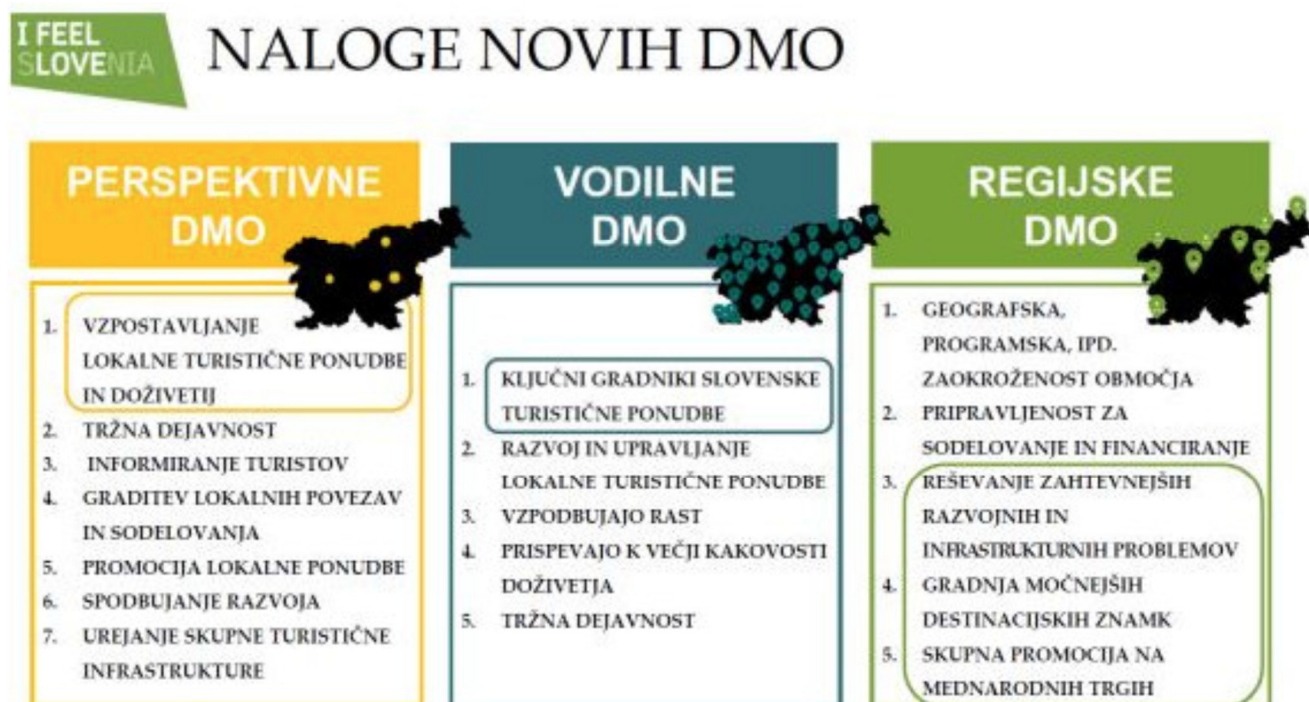 I FEEL
SLOVENIA
NALOGE NOVIH DMO
PERSPEKTIVNE
DMO
1. VZPOSTAVLJANJE
LOKALNE TURISTIČNE PONUDBE
IN DOŽIVETIJ
2. TRŽNA DEJAVNOST
3. INFORMIRANJE TURISTOV
4. GRADITEV LOKALNIH POVEZAV
IN SODELOVANJA
5. PROMOCIJA LOKALNE PONUDBE
6. SPODBUJANJE RAZVOJA
7. UREJANJE SKUPNE TURISTIČNE
INFRASTRUKTURE
VODILNE
DMO
1. KLJUČNI GRADNIKI SLOVENSKE
TURISTIČNE PONUDBE
2. RAZVOJ IN UPRAVLJANJE
LOKALNE TURISTIČNE PONUDBE
3. VZPODBUJAJO RAST
4. PRISPEVAJO K VEČJI KAKOVOSTI
DOŽIVETJA
5. TRŽNA DEJAVNOST
REGIJSKE
DMO
1. GEOGRAFSKA,
PROGRAMSKA, IPD.
ZAOKROŽENOST OBMOČJA
2. PRIPRAVLJENOST ZA
SODELOVANJE IN FINANCIRANJE
3. REŠEVANJE ZAHTEVNEJŠIH
RAZVOJNIH IN
INFRASTRUKTURNIH PROBLEMOV
4. GRADNJA MOČNEJŠIH
DESTINACIJSKIH ZNAMK
5. SKUPNA PROMOCIJA NA
MEDNARODNIH TRGIH